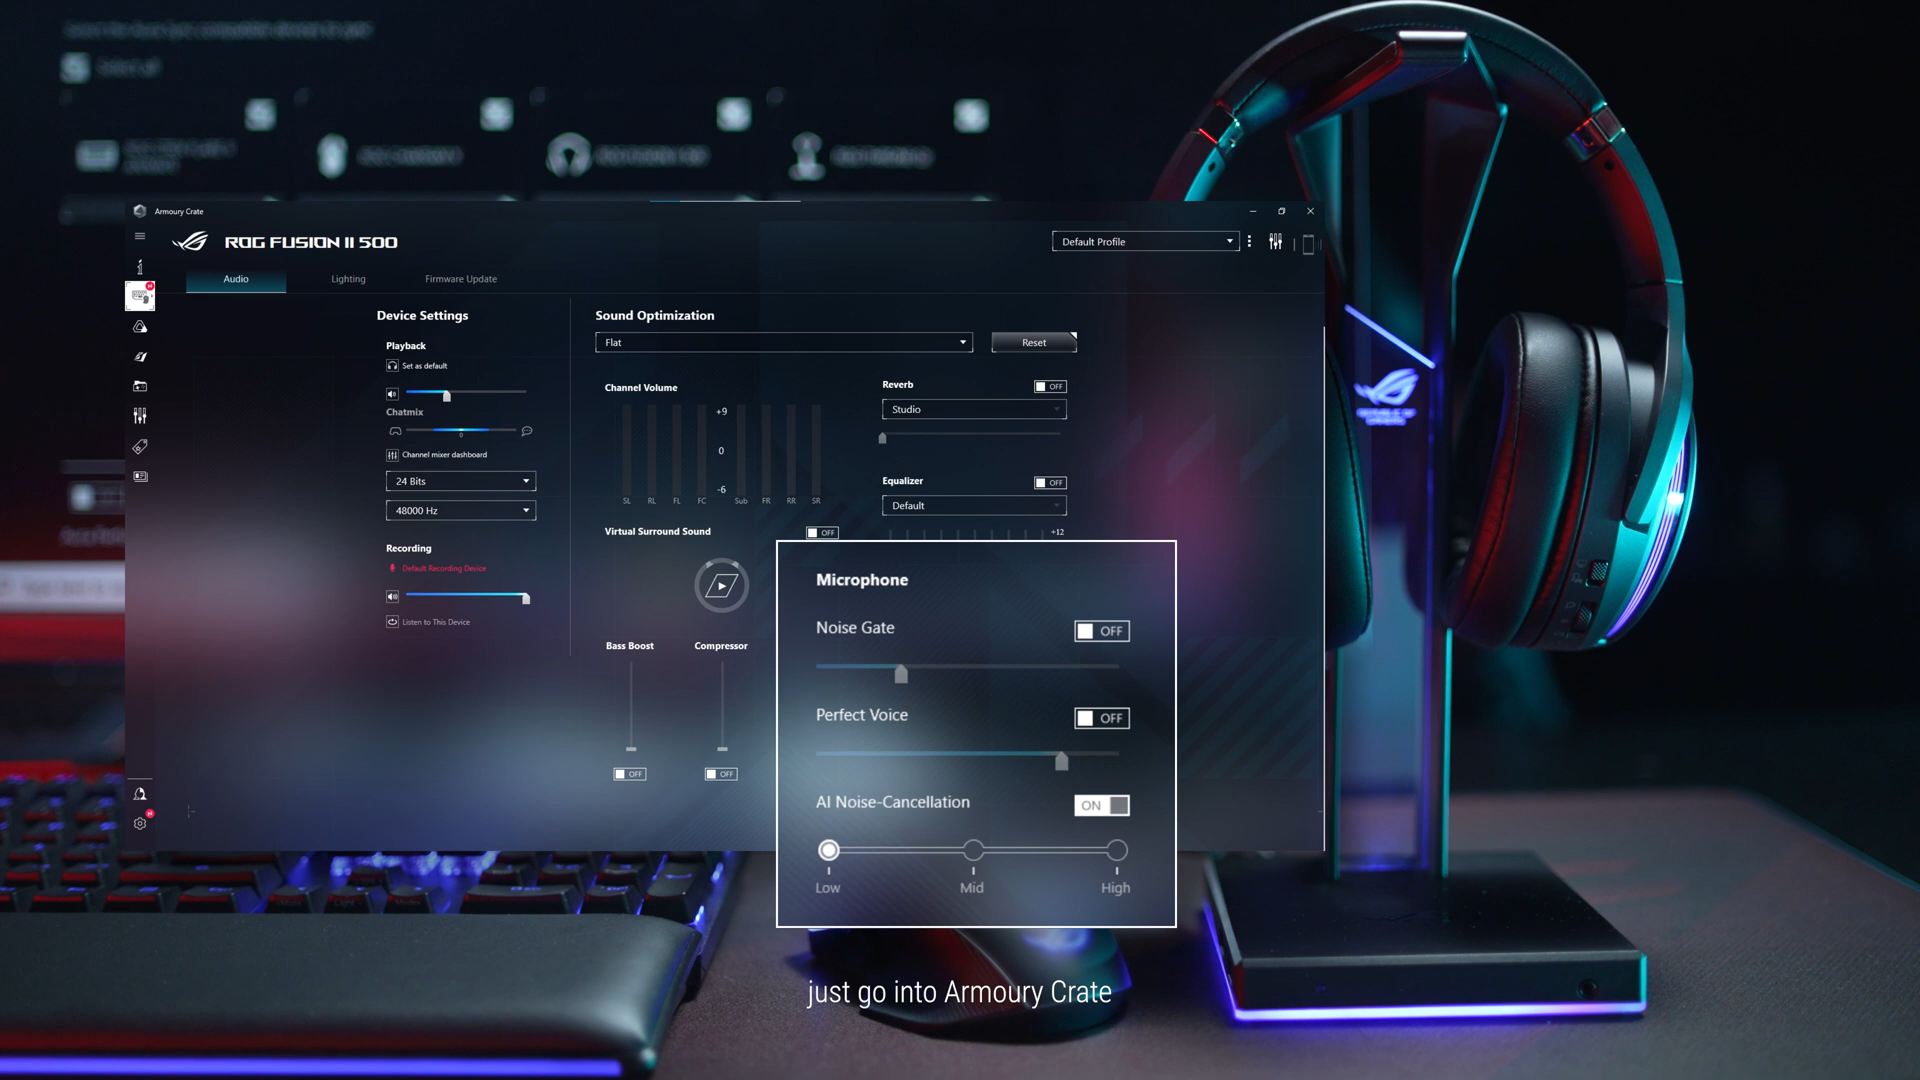 Armoury Crate
ROG FUSION II 500
Default Profile
Audio
Lighting
Firmware Update
Device Settings
Playback
Set as default
Chatmix
0
Channel mixer dashboard
24 Bits
48000 Hz
Recording
Default Recording Device
Listen to This Device
Sound Optimization
Flat
Reset
Channel Volume
+9
0
-6
SL RL FL FC Sub FR RR SR
Reverb
OFF
Studio
Equalizer
OFF
Default
+12
Virtual Surround Sound
OFF
Bass Boost
OFF
Compressor
OFF
Microphone
Noise Gate
OFF
Perfect Voice
OFF
AI Noise-Cancellation
ON
Low
Mid
High
just go into Armoury Crate